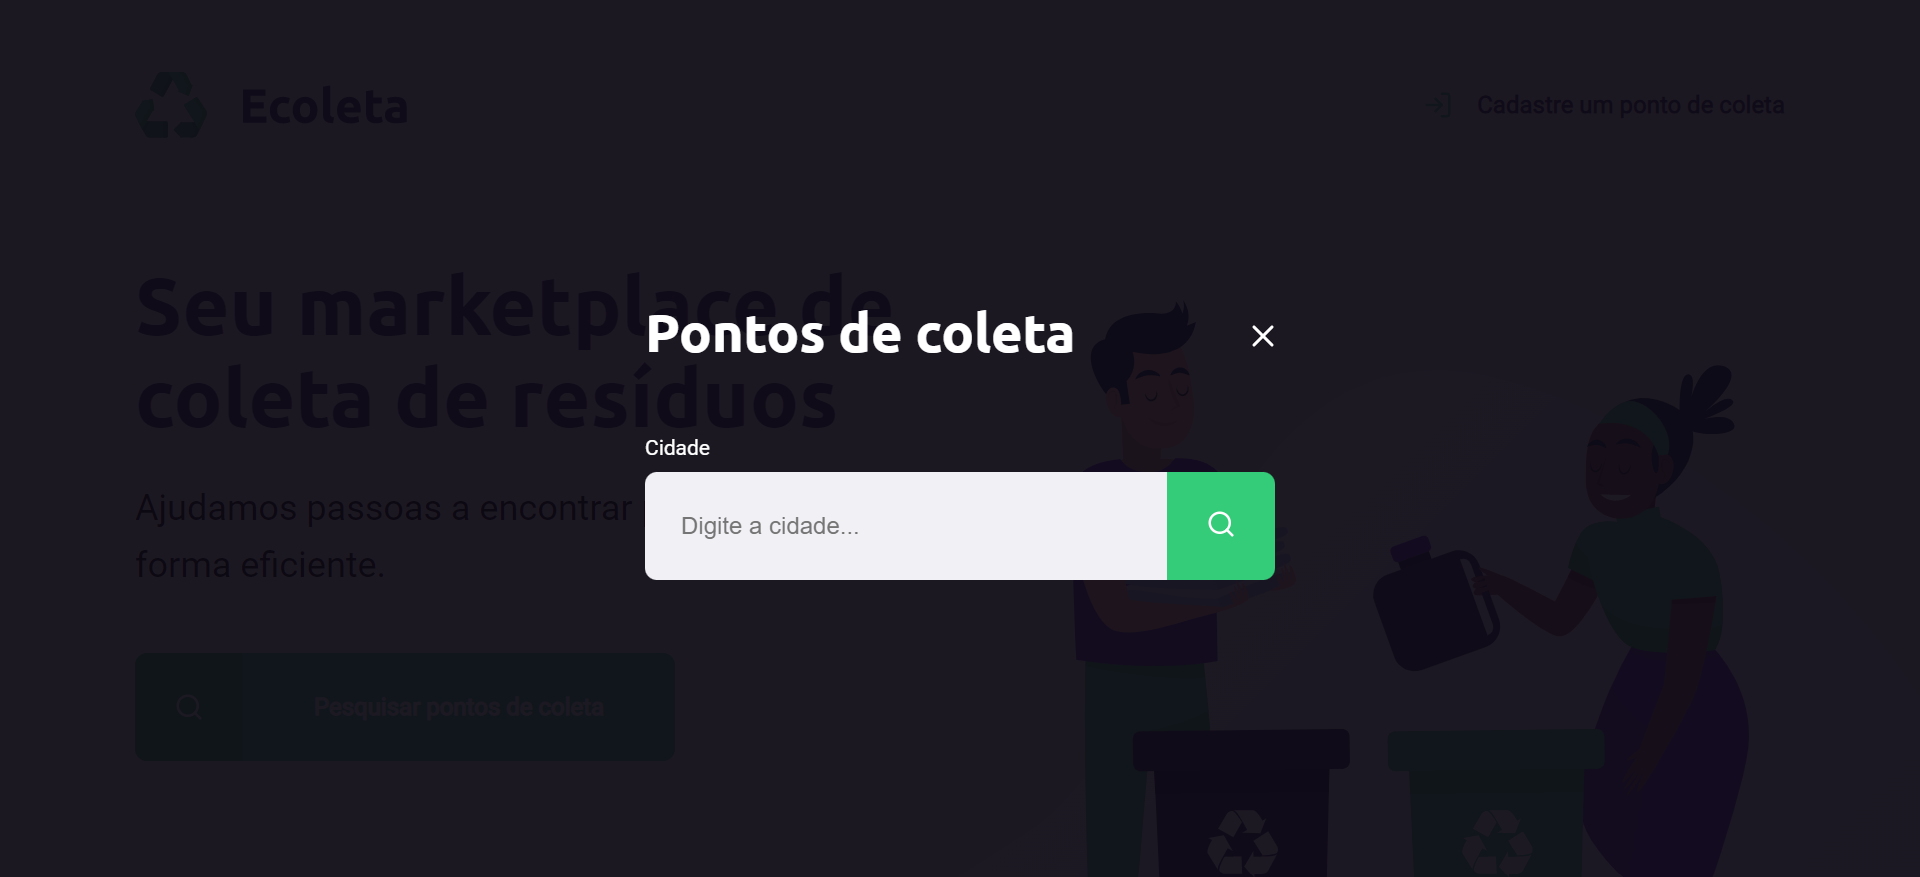 Ecoleta
Cadastre um ponto de coleta
Seu marketplace de
coleta de resíduos
Pontos de coleta
Cidade
Digite a cidade...
Ajudamos passoas a encontrar
forma eficiente.
Pesquisar pontos de coleta